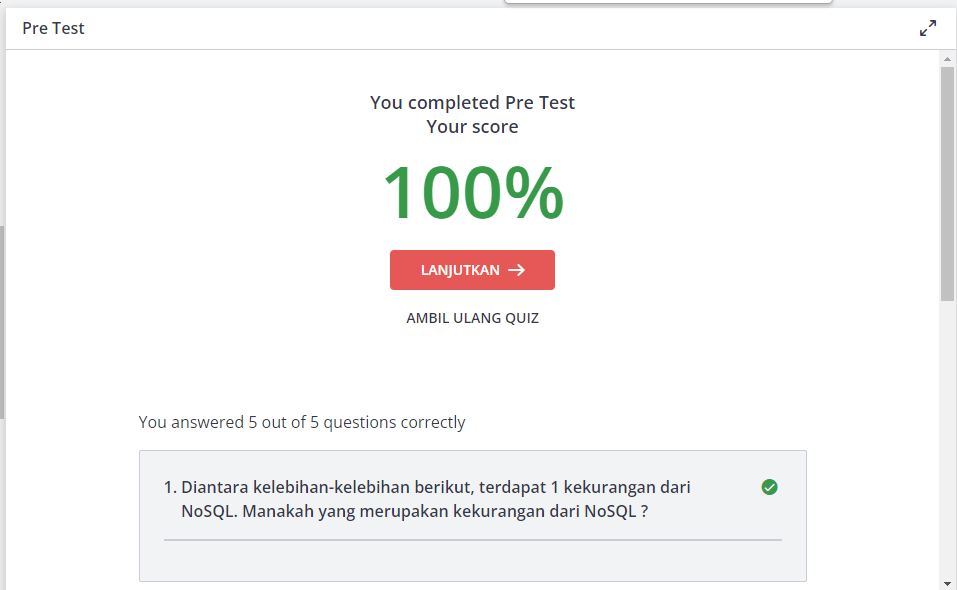 Pre Test
You completed Pre Test
Your score
100%
LANJUTKAN
AMBIL ULANG QUIZ
You answered 5 out of 5 questions correctly
1. Diantara kelebihan-kelebihan berikut, terdapat 1 kekurangan dari
NoSQL. Manakah yang merupakan kekurangan dari NoSQL ?